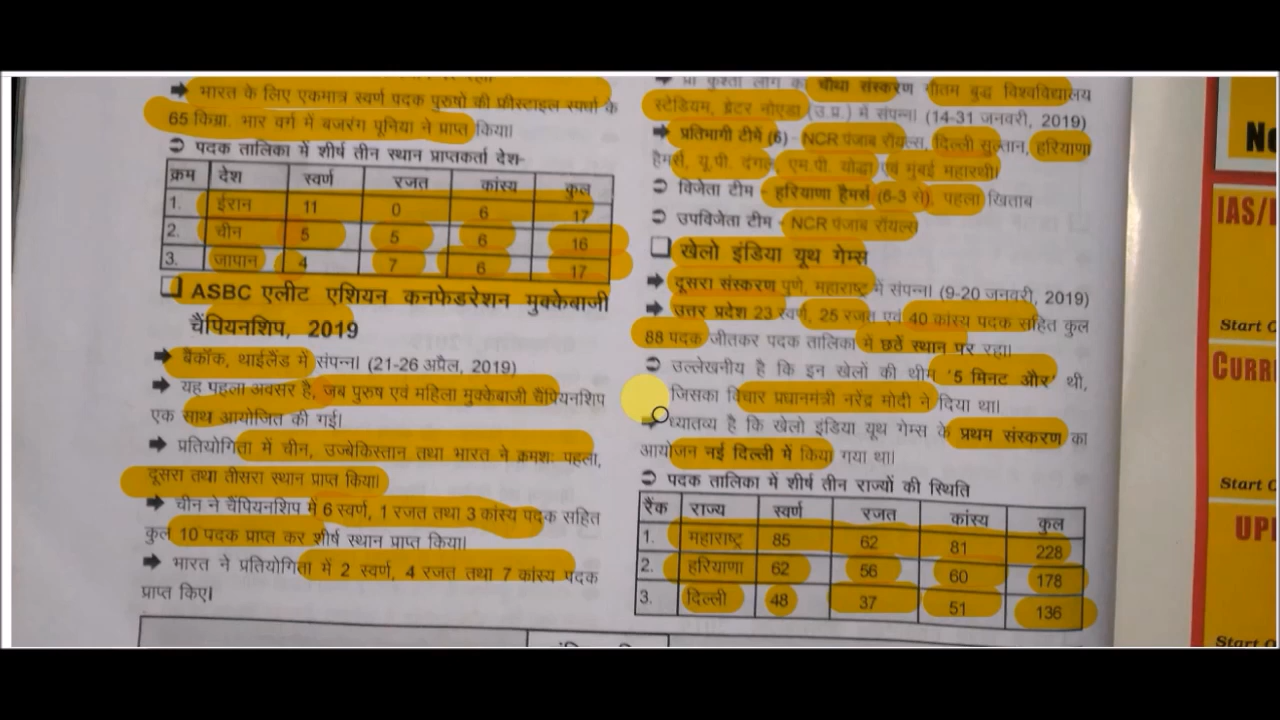 ➡ भारत के लिए एकमात्र स्वर्ण पदक पुरुषों की फ्रीस्टाइल स्पर्धा के
65 किग्रा. भार वर्ग में बजरंग पूनिया ने प्राप्त किया।
➲ पदक तालिका में शीर्ष तीन स्थान प्राप्तकर्ता देश-
क्रम देश स्वर्ण रजत कांस्य कुल
1. ईरान 11 0 6 17
2. चीन 5 5 6 16
3. जापान 4 7 6 17
❑ ASBC एलीट एशियन कनफेडरेशन मुक्केबाजी
चैंपियनशिप, 2019
➡ बैंकॉक, थाईलैंड में संपन्न। (21-26 अप्रैल, 2019)
➡ यह पहला अवसर है, जब पुरुष एवं महिला मुक्केबाजी चैंपियनशिप
एक साथ आयोजित की गई।
➡ प्रतियोगिता में चीन, उज्बेकिस्तान तथा भारत ने क्रमशः पहला,
दूसरा तथा तीसरा स्थान प्राप्त किया।
➡ चीन ने चैंपियनशिप में 6 स्वर्ण, 1 रजत तथा 3 कांस्य पदक सहित
कुल 10 पदक प्राप्त कर शीर्ष स्थान प्राप्त किया।
➡ भारत ने प्रतियोगिता में 2 स्वर्ण, 4 रजत तथा 7 कांस्य पदक
प्राप्त किए।
➡ प्रो कुश्ती लीग का चौथा संस्करण गौतम बुद्ध विश्वविद्यालय
स्टेडियम, ग्रेटर नोएडा (उ.प्र.) में संपन्न। (14-31 जनवरी, 2019)
➡ प्रतिभागी टीमें (6) - NCR पंजाब रॉयल्स, दिल्ली सुल्तान, हरियाणा
हैमर्स, यू.पी. दंगल, एम.पी. योद्धा एवं मुंबई महारथी।
➲ विजेता टीम - हरियाणा हैमर्स (6-3 से), पहला खिताब
➲ उपविजेता टीम - NCR पंजाब रॉयल्स
❑ खेलो इंडिया यूथ गेम्स
➡ दूसरा संस्करण पुणे, महाराष्ट्र में संपन्न। (9-20 जनवरी, 2019)
➡ उत्तर प्रदेश 23 स्वर्ण, 25 रजत एवं 40 कांस्य पदक सहित कुल
88 पदक जीतकर पदक तालिका में छठें स्थान पर रहा।
➲ उल्लेखनीय है कि इन खेलों की थीम '5 मिनट और' थी,
जिसका विचार प्रधानमंत्री नरेंद्र मोदी ने दिया था।
➡ ध्यातव्य है कि खेलो इंडिया यूथ गेम्स के प्रथम संस्करण का
आयोजन नई दिल्ली में किया गया था।
➲ पदक तालिका में शीर्ष तीन राज्यों की स्थिति
रैंक राज्य स्वर्ण रजत कांस्य कुल
1. महाराष्ट्र 85 62 81 228
2. हरियाणा 62 56 60 178
3. दिल्ली 48 37 51 136
IAS/
Start
CURR
Start
UP
Start